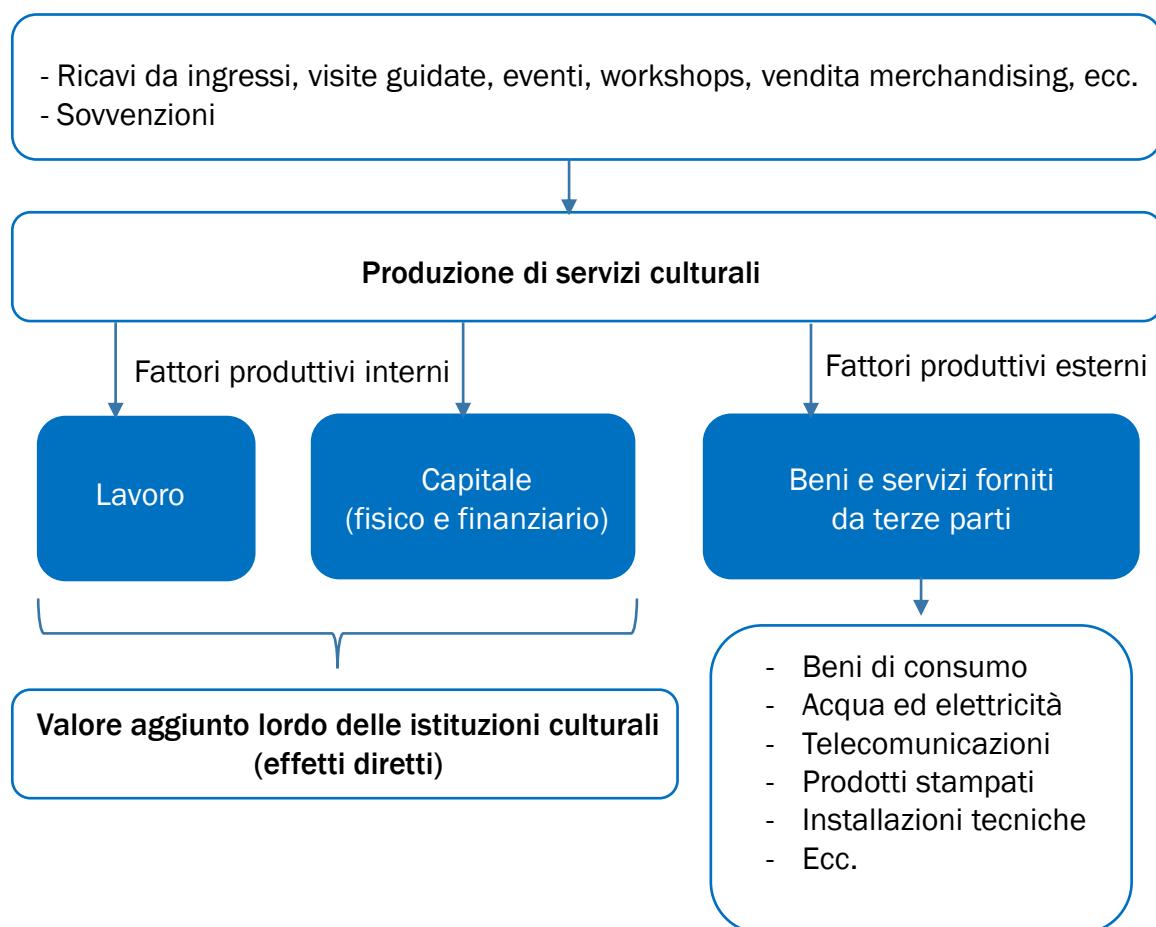 - Ricavi da ingressi, visite guidate, eventi, workshops, vendita merchandising, ecc.
- Sovvenzioni
Produzione di servizi culturali
Fattori produttivi interni
Fattori produttivi esterni
Lavoro
Capitale
(fisico e finanziario)
Beni e servizi forniti
da terze parti
Valore aggiunto lordo delle istituzioni culturali
(effetti diretti)
- Beni di consumo
- Acqua ed elettricità
- Telecomunicazioni
- Prodotti stampati
- Installazioni tecniche
- Ecc.